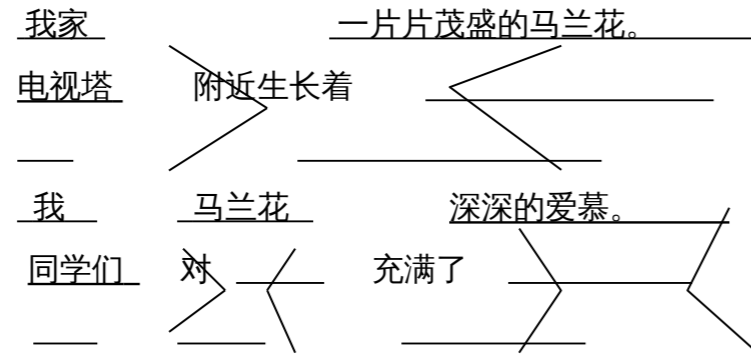 我家 一片片茂盛的马兰花。
电视塔 附近生长着
我 马兰花 深深的爱慕。
同学们 对 充满了